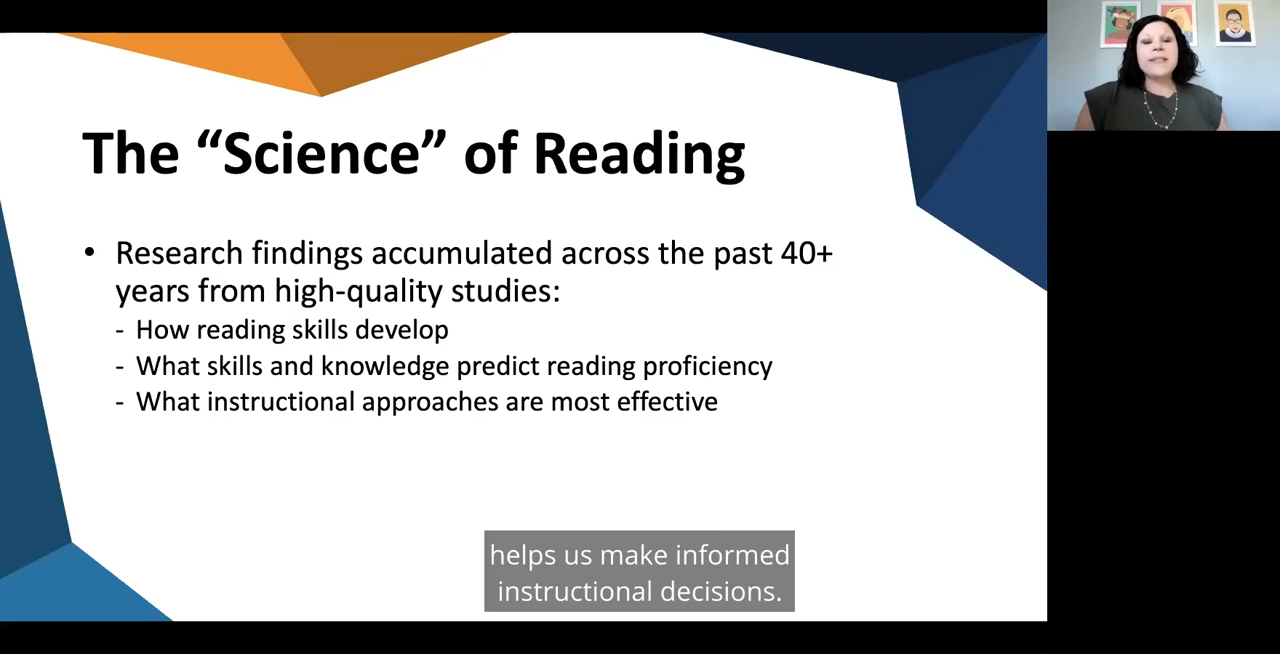 The “Science” of Reading
• Research findings accumulated across the past 40+
years from high-quality studies:
- How reading skills develop
- What skills and knowledge predict reading proficiency
- What instructional approaches are most effective
helps us make informed
instructional decisions.